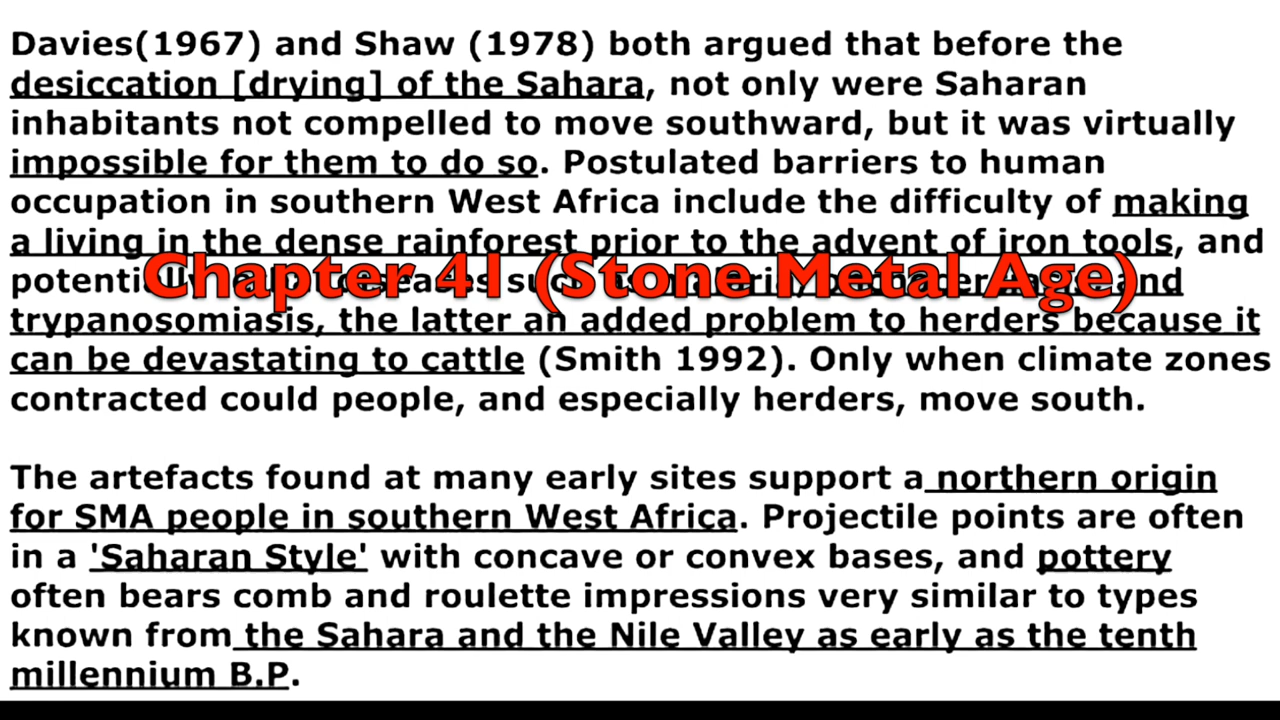 Davies(1967) and Shaw (1978) both argued that before the
desiccation [drying] of the Sahara, not only were Saharan
inhabitants not compelled to move southward, but it was virtually
impossible for them to do so. Postulated barriers to human
occupation in southern West Africa include the difficulty of making
a living in the dense rainforest prior to the advent of iron tools, and
Chapter 41 (Stone Metal Age)
and
trypanosomiasis, the latter an added problem to herders because it
can be devastating to cattle (Smith 1992). Only when climate zones
contracted could people, and especially herders, move south.
The artefacts found at many early sites support a northern origin
for SMA people in southern West Africa. Projectile points are often
in a 'Saharan Style' with concave or convex bases, and pottery
often bears comb and roulette impressions very similar to types
known from the Sahara and the Nile Valley as early as the tenth
millennium B.P.